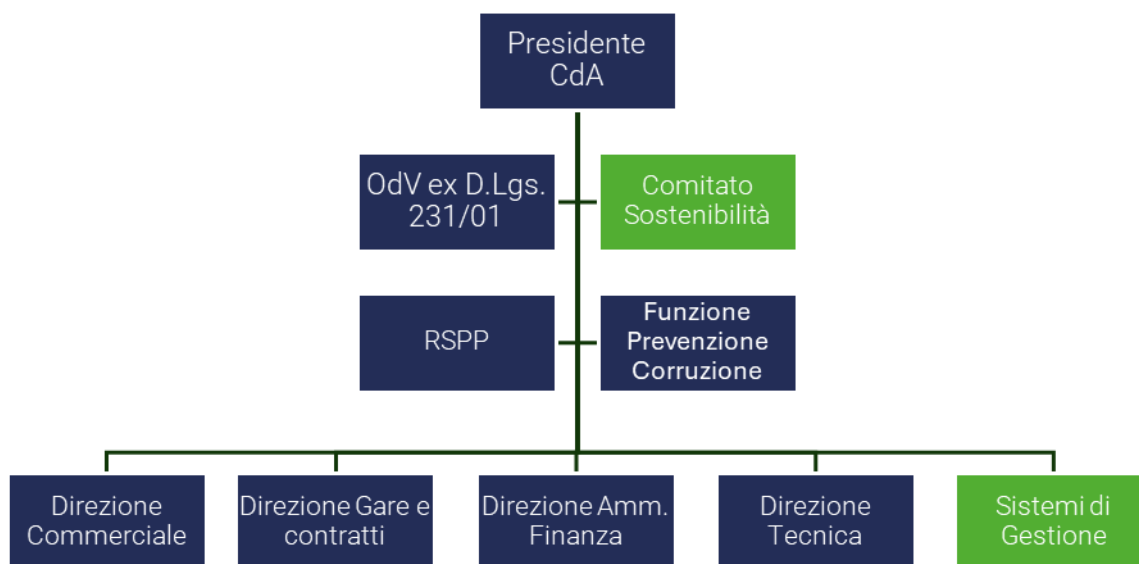 Presidente
CdA
OdV ex D.Lgs.
231/01
Comitato
Sostenibilità
RSPP
Funzione
Prevenzione
Corruzione
Direzione
Commerciale
Direzione Gare e
contratti
Direzione Amm.
Finanza
Direzione
Tecnica
Sistemi di
Gestione